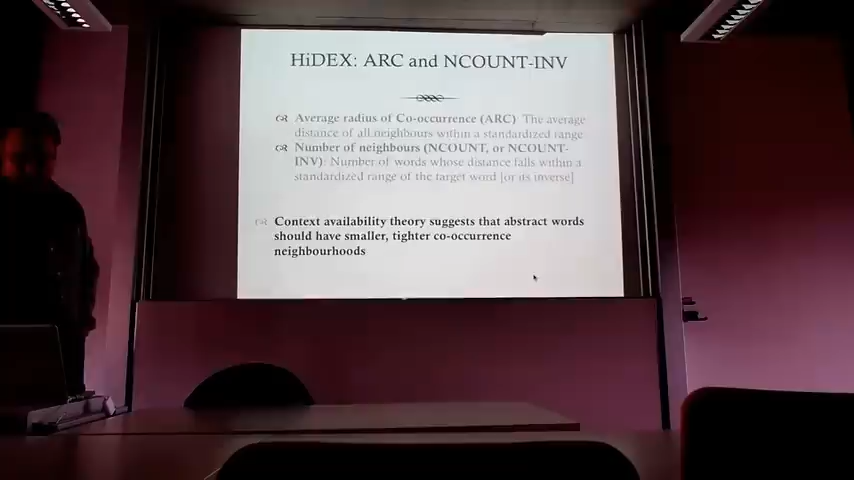 HiDEX: ARC and NCOUNT-INV
Average radius of Co-occurrence (ARC) The average
distance of all neighbours within a standardized range
Number of neighbours (NCOUNT, or NCOUNT-
INV): Number of words whose distance falls within a
standardized range of the target word [or its inverse]
Context availability theory suggests that abstract words
should have smaller, tighter co-occurrence
neighbourhoods